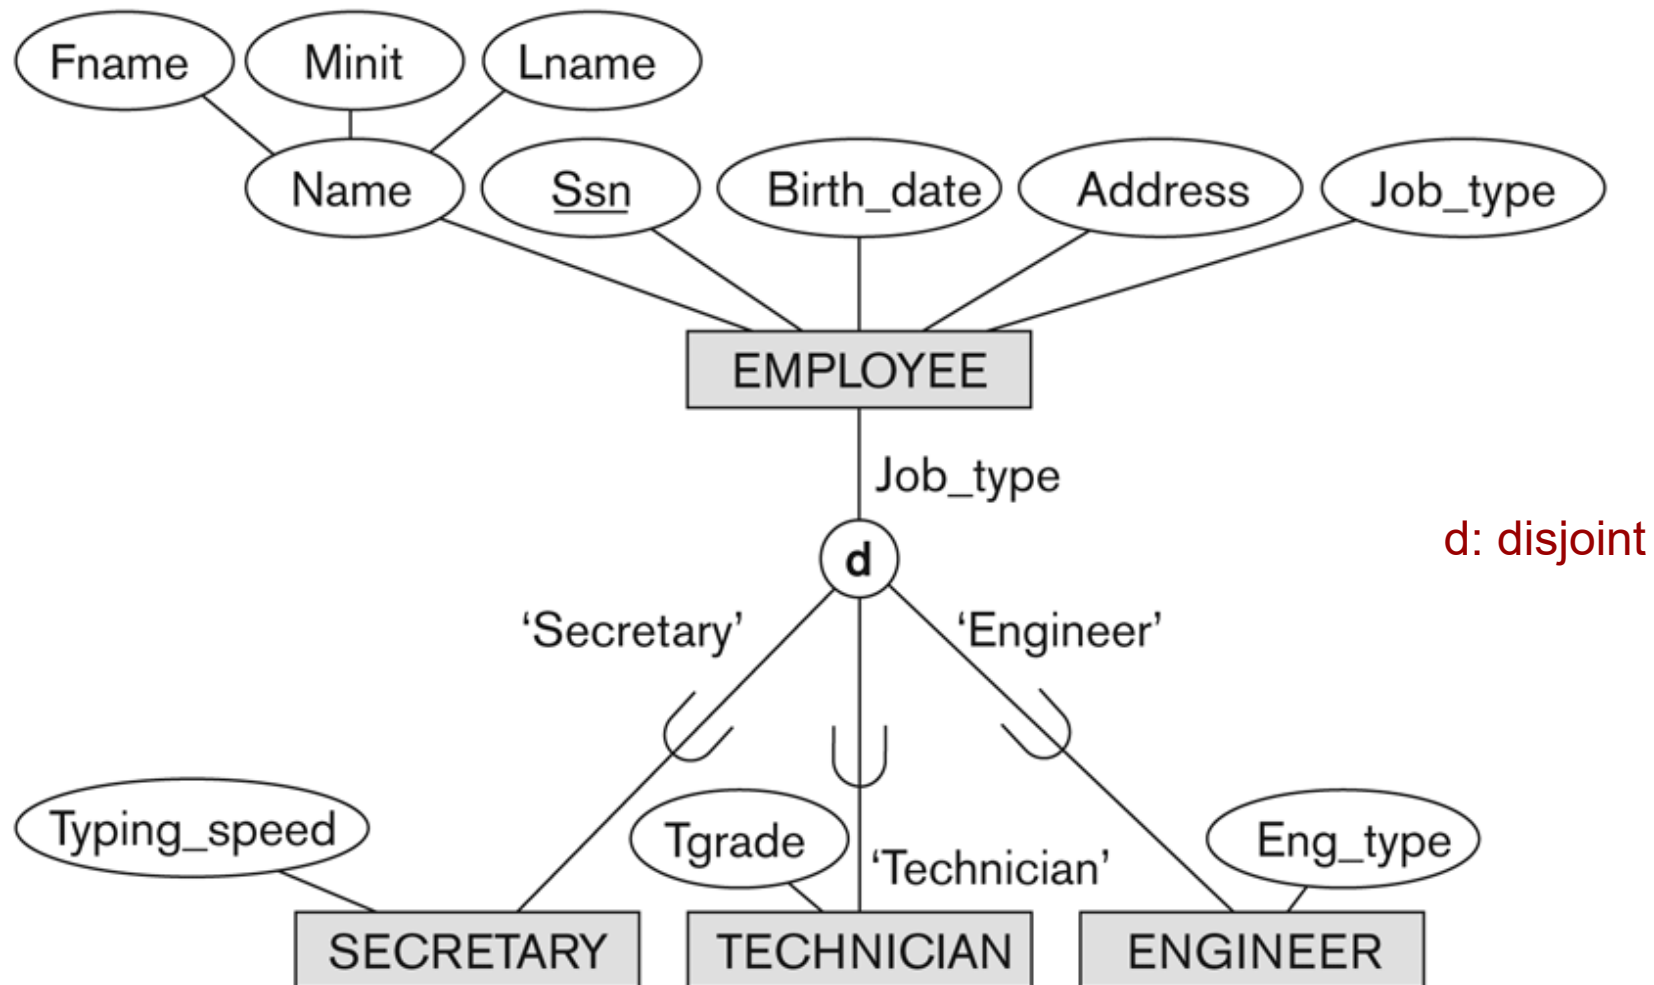 Fname Minit Lname
Name Ssn Birth_date Address Job_type
EMPLOYEE
Job_type
d
d: disjoint
‘Secretary’ ‘Engineer’
Typing_speed Tgrade Eng_type
‘Technician’
SECRETARY TECHNICIAN ENGINEER